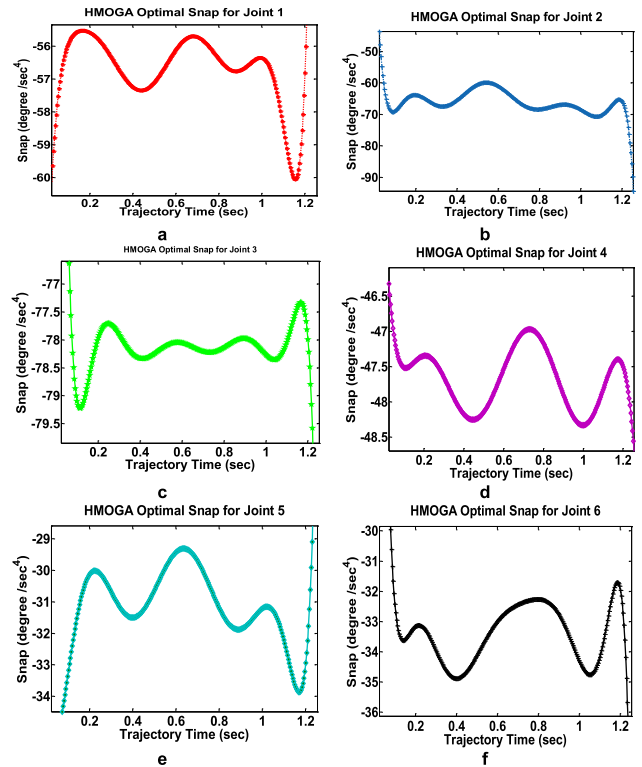 HMOGA Optimal Snap for Joint 1
Snap (degree /sec4)
-56
-57
-58
-59
-60
0.2 0.4 0.6 0.8 1 1.2
Trajectory Time (sec)
a
HMOGA Optimal Snap for Joint 2
Snap (degree /sec4)
-50
-60
-70
-80
-90
0.2 0.4 0.6 0.8 1 1.2
Trajectory Time (sec)
b
HMOGA Optimal Snap for Joint 3
Snap (degree /sec4)
-77
-77.5
-78
-78.5
-79
-79.5
0.2 0.4 0.6 0.8 1 1.2
Trajectory Time (sec)
c
HMOGA Optimal Snap for Joint 4
Snap (degree /sec4)
-46.5
-47
-47.5
-48
-48.5
0.2 0.4 0.6 0.8 1 1.2
Trajectory Time (sec)
d
HMOGA Optimal Snap for Joint 5
Snap (degree /sec4)
-29
-30
-31
-32
-33
-34
0.2 0.4 0.6 0.8 1 1.2
Trajectory Time (sec)
e
HMOGA Optimal Snap for Joint 6
Snap (degree /sec4)
-30
-31
-32
-33
-34
-35
-36
0.2 0.4 0.6 0.8 1 1.2
Trajectory Time (sec)
f